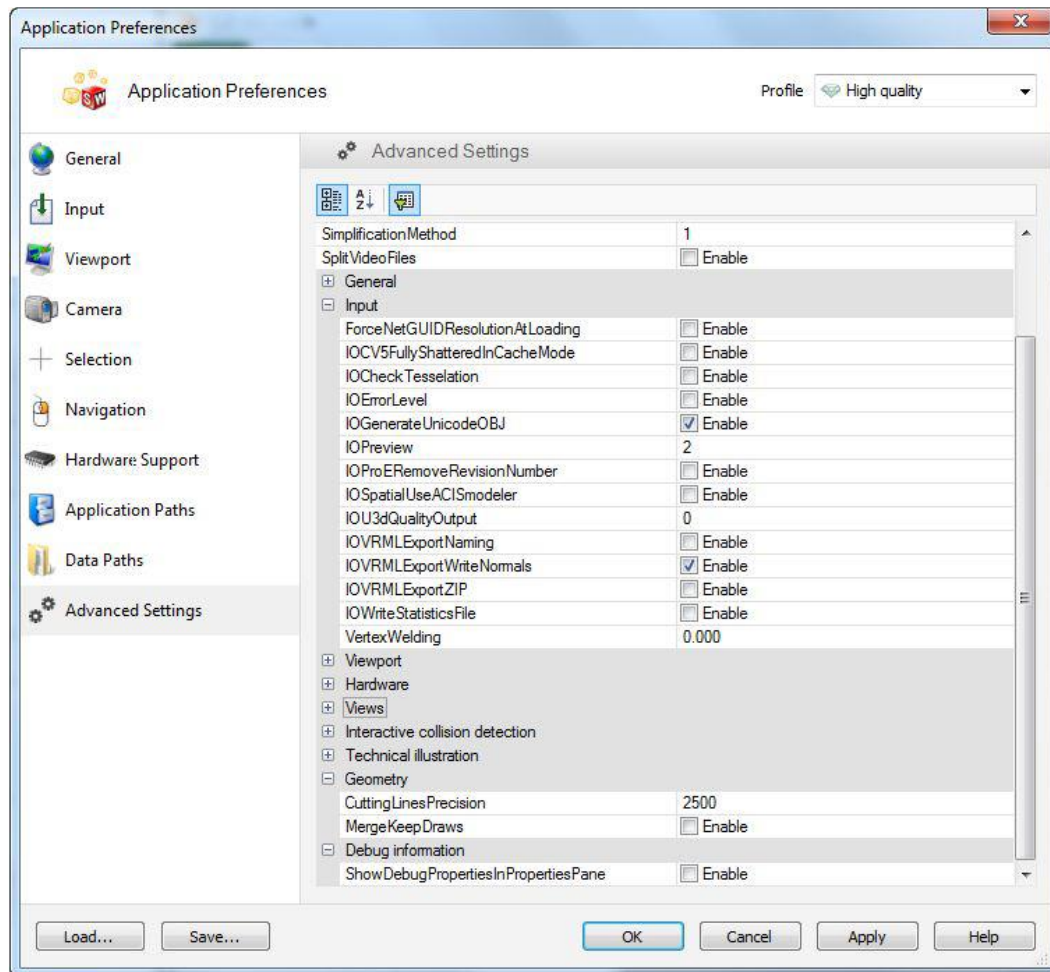 Application Preferences
X
SW
Application Preferences
Profile High quality
General
Input
Viewport
Camera
Selection
Navigation
Hardware Support
Application Paths
Data Paths
Advanced Settings
Advanced Settings
A Z
SimplificationMethod 1
SplitVideoFiles Enable
General
Input
ForceNetGUIDResolutionAtLoading Enable
IOCV5FullyShatteredInCacheMode Enable
IOCheckTesselation Enable
IOErrorLevel Enable
IOGenerateUnicodeOBJ Enable
IOPreview 2
IOProERemoveRevisionNumber Enable
IOSpatialUseACISmodeler Enable
IOU3dQualityOutput 0
IOVRMLExportNaming Enable
IOVRMLExportWriteNormals Enable
IOVRMLExportZIP Enable
IOWriteStatisticsFile Enable
VertexWelding 0.000
Viewport
Hardware
Views
Interactive collision detection
Technical illustration
Geometry
CuttingLinesPrecision 2500
MergeKeepDraws Enable
Debug information
ShowDebugPropertiesInPropertiesPane Enable
Load... Save... OK Cancel Apply Help